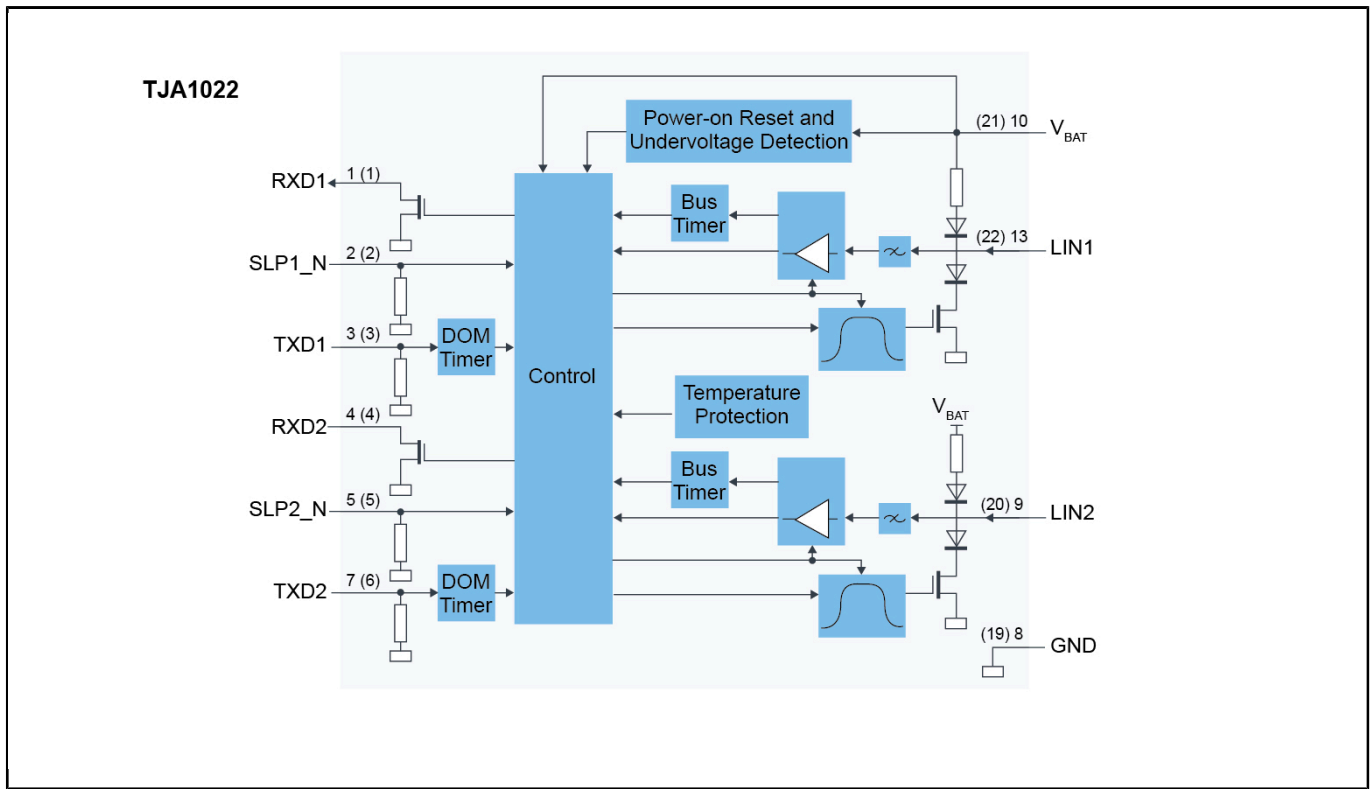 TJA1022
Power-on Reset and
Undervoltage Detection
(21) 10
V_BAT
RXD1
1 (1)
Bus
Timer
(22) 13
LIN1
SLP1_N
2 (2)
TXD1
3 (3)
DOM
Timer
Control
Temperature
Protection
V_BAT
RXD2
4 (4)
Bus
Timer
SLP2_N
5 (5)
(20) 9
LIN2
TXD2
7 (6)
DOM
Timer
(19) 8
GND